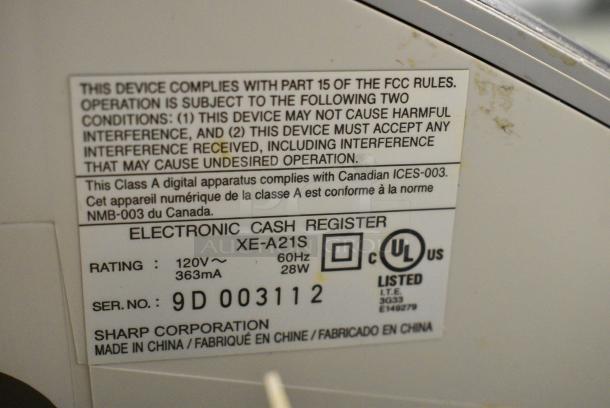 THIS DEVICE COMPLIES WITH PART 15 OF THE FCC RULES.
OPERATION IS SUBJECT TO THE FOLLOWING TWO
CONDITIONS: (1) THIS DEVICE MAY NOT CAUSE HARMFUL
INTERFERENCE, AND (2) THIS DEVICE MUST ACCEPT ANY
INTERFERENCE RECEIVED, INCLUDING INTERFERENCE
THAT MAY CAUSE UNDESIRED OPERATION.
This Class A digital apparatus complies with Canadian ICES-003.
Cet appareil numérique de la classe A est conforme à la norme
NMB-003 du Canada.
ELECTRONIC CASH REGISTER
XE-A21S
RATING : 120V~ 60Hz
363mA 28W
C UL US
LISTED
I.T.E.
3G33
E149279
SER. NO. : 9D 003112
SHARP CORPORATION
MADE IN CHINA / FABRIQUÉ EN CHINE / FABRICADO EN CHINA